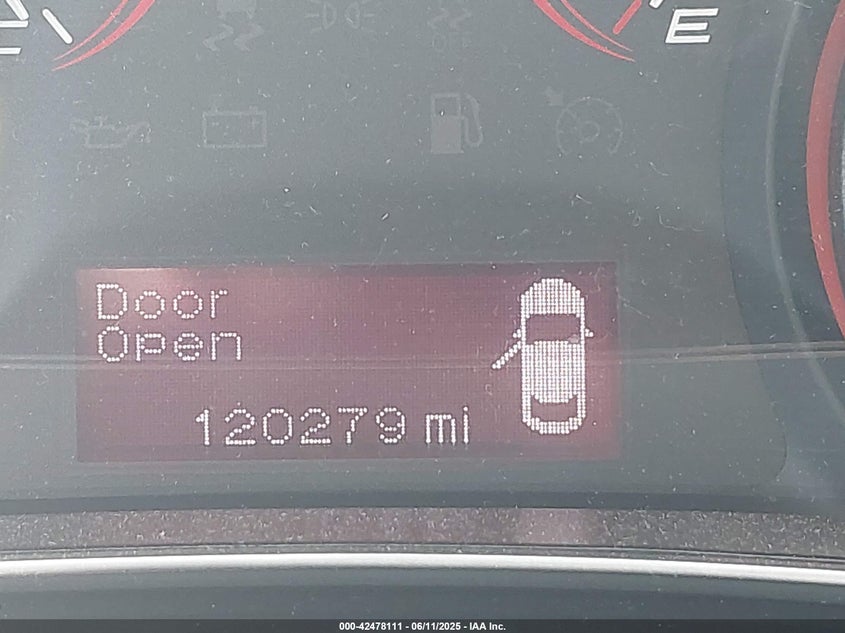 E
Door
Open
120279 mi
000-42478111 - 06/11/2025 - IAA Inc.